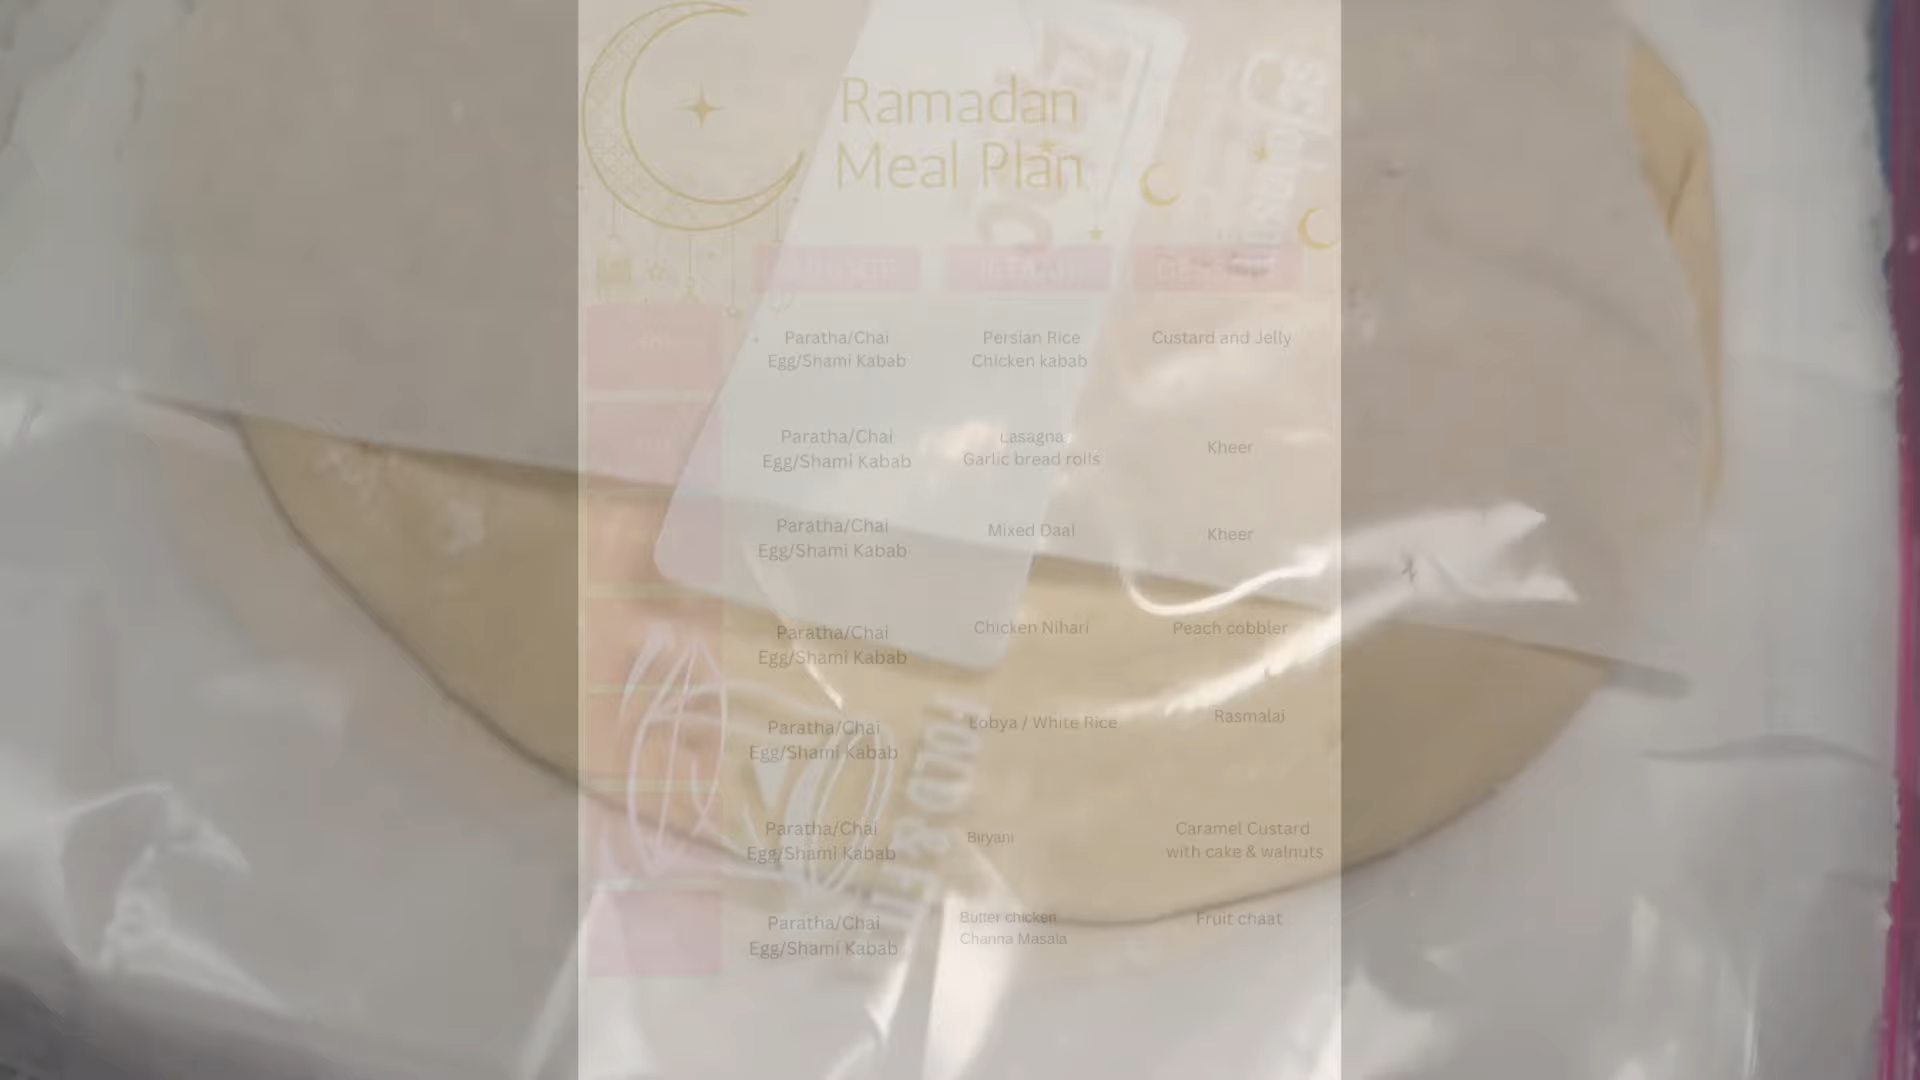 Ramadan
Meal Plan
Paratha/Chai
Egg/Shami Kabab
Persian Rice
Chicken kabab
Custard and Jelly
Paratha/Chai
Egg/Shami Kabab
Lasagna
Garlic bread rolls
Kheer
Paratha/Chai
Egg/Shami Kabab
Mixed Daal
Kheer
Paratha/Chai
Egg/Shami Kabab
Chicken Nihari
Peach cobbler
Paratha/Chai
Egg/Shami Kabab
Lobya / White Rice
Rasmalai
Paratha/Chai
Egg/Shami Kabab
Biryani
Caramel Custard
with cake & walnuts
Paratha/Chai
Egg/Shami Kabab
Butter chicken
Channa Masala
Fruit chaat